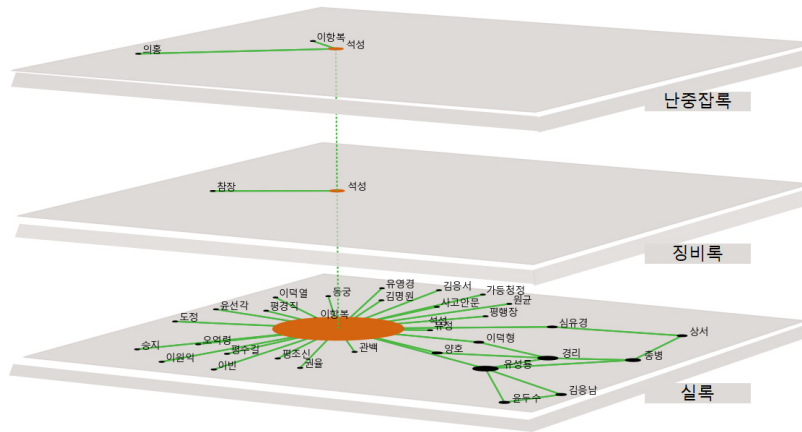 이항복
석성
의홍
난중잡록
참장
석성
징비록
유영경
김응서
가등청정
이덕열
동궁
김명원
사고안문
원균
윤선각
평경직
이항복
평행장
도정
석성
유정
심유경
상서
오억령
이덕형
승지
평수길
관백
양호
경리
종병
이원익
평조신
유성룡
이빈
권율
김응남
윤두수
실록